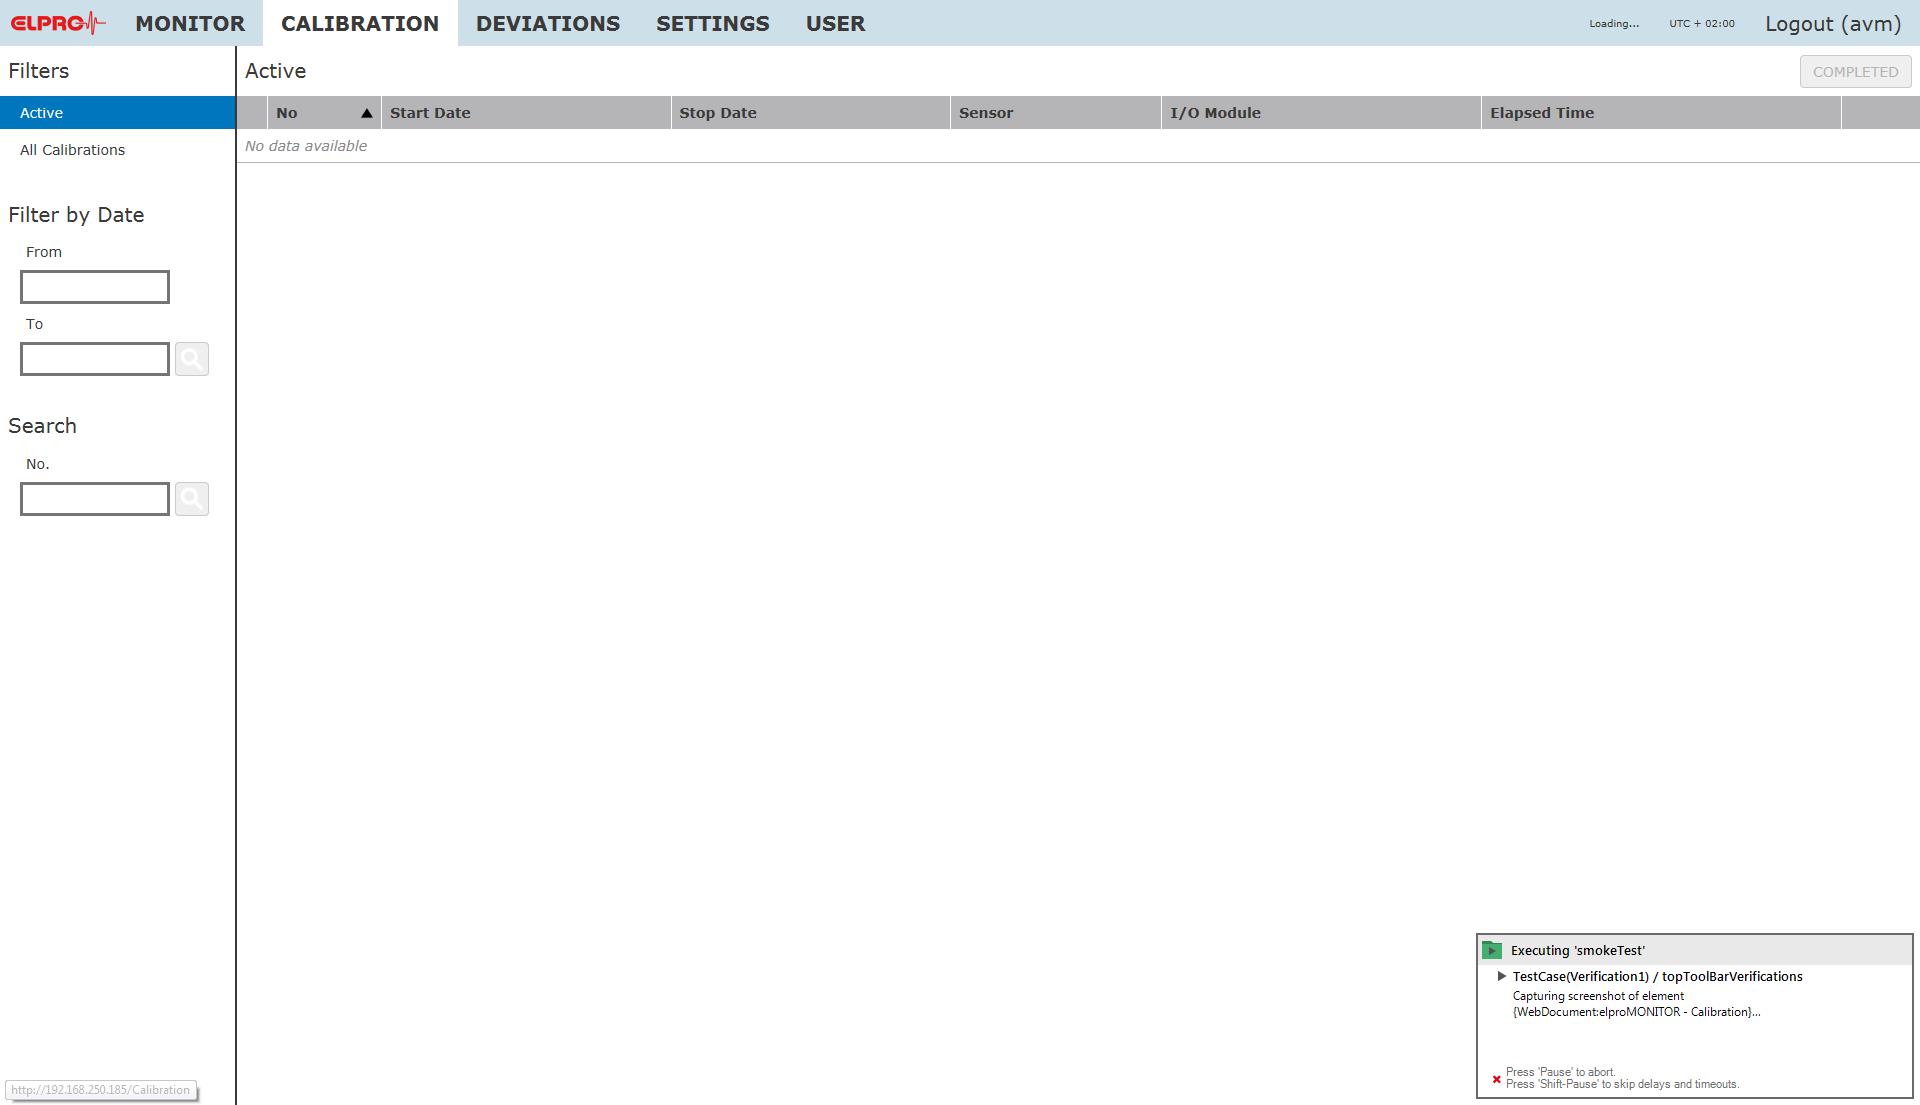 ELPRO MONITOR CALIBRATION DEVIATIONS SETTINGS USER Loading... UTC + 02:00 Logout (avm)
Filters
Active
All Calibrations
Filter by Date
From
To
Search
No.
Active COMPLETED
No Start Date Stop Date Sensor I/O Module Elapsed Time
No data available
Executing 'smokeTest'
TestCase(Verification1) / topToolBarVerifications
Capturing screenshot of element
{WebDocument:elproMONITOR - Calibration}...
Press 'Pause' to abort.
Press 'Shift-Pause' to skip delays and timeouts.
http://192.168.250.185/Calibration